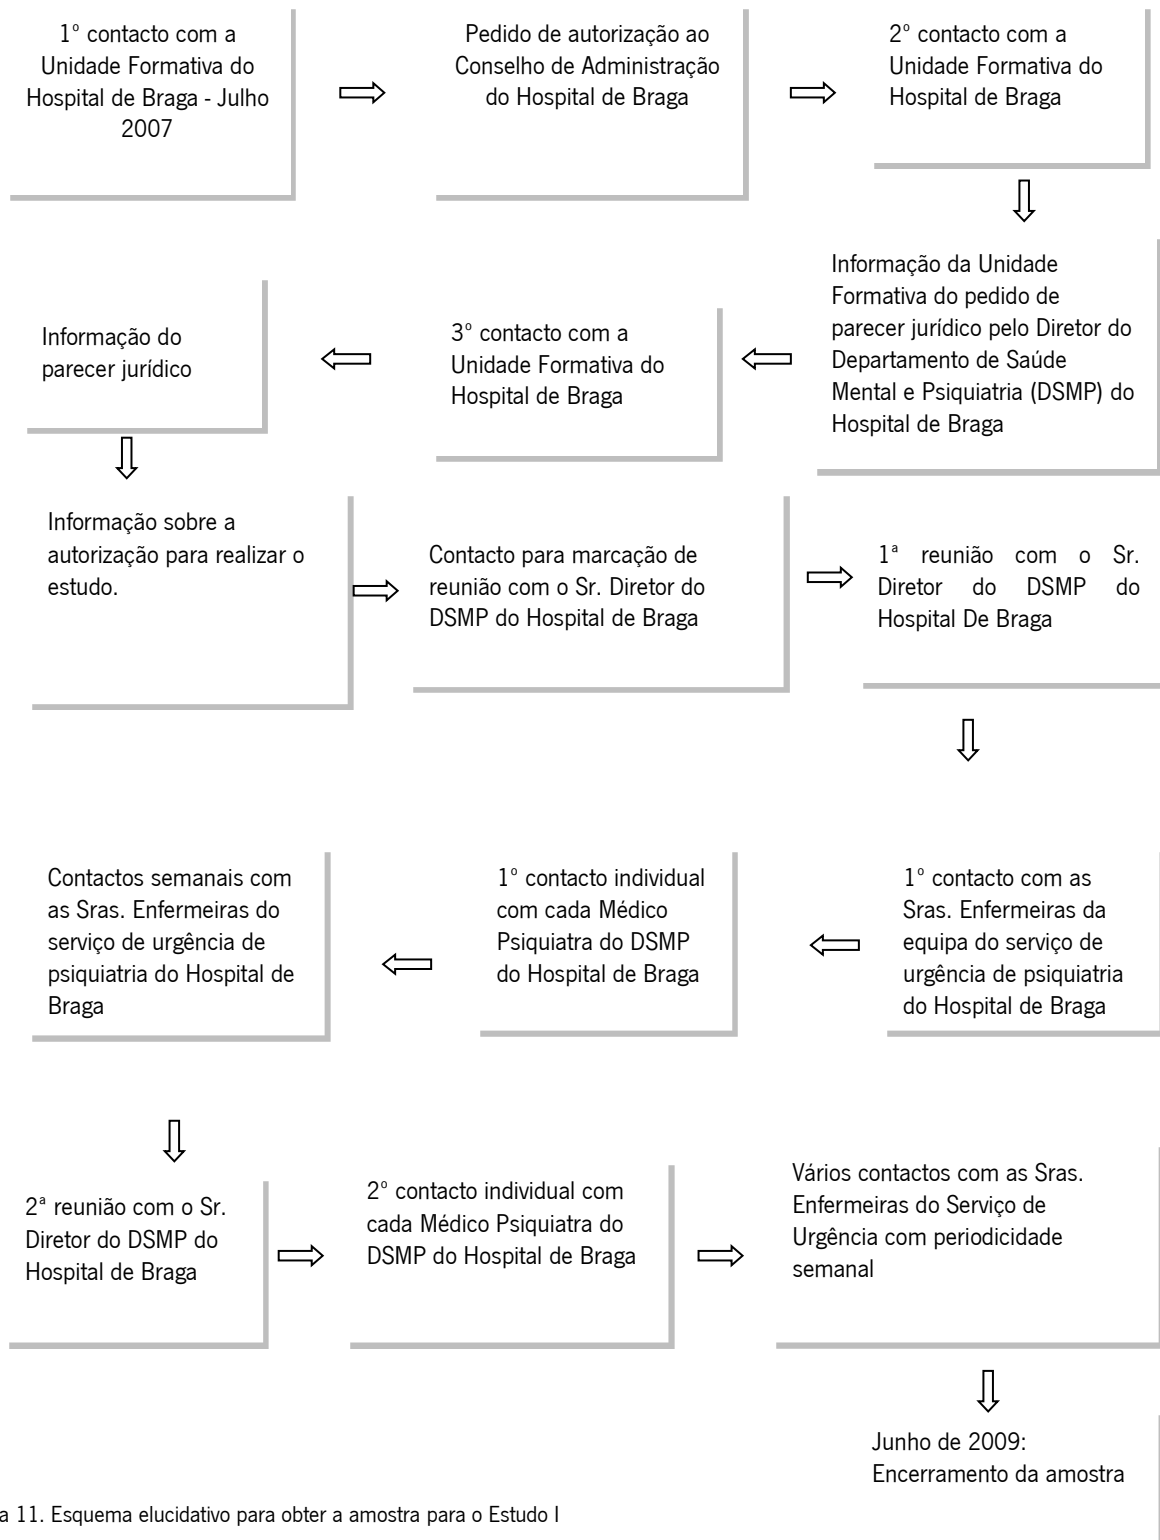 1º contacto com a
Unidade Formativa do
Hospital de Braga - Julho
2007
Pedido de autorização ao
Conselho de Administração
do Hospital de Braga
2º contacto com a
Unidade Formativa do
Hospital de Braga
Informação da Unidade
Formativa do pedido de
parecer jurídico pelo Diretor do
Departamento de Saúde
Mental e Psiquiatria (DSMP) do
Hospital de Braga
3º contacto com a
Unidade Formativa do
Hospital de Braga
Informação do
parecer jurídico
Informação sobre a
autorização para realizar o
estudo.
Contacto para marcação de
reunião com o Sr. Diretor do
DSMP do Hospital de Braga
1ª reunião com o Sr.
Diretor do DSMP do
Hospital De Braga
1º contacto com as
Sras. Enfermeiras da
equipa do serviço de
urgência de psiquiatria
do Hospital de Braga
1º contacto individual
com cada Médico
Psiquiatra do DSMP
do Hospital de Braga
Contactos semanais com
as Sras. Enfermeiras do
serviço de urgência de
psiquiatria do Hospital de
Braga
2ª reunião com o Sr.
Diretor do DSMP do
Hospital de Braga
2º contacto individual com
cada Médico Psiquiatra do
DSMP do Hospital de Braga
Vários contactos com as Sras.
Enfermeiras do Serviço de
Urgência com periodicidade
semanal
Junho de 2009:
Encerramento da amostra
a 11. Esquema elucidativo para obter a amostra para o Estudo I